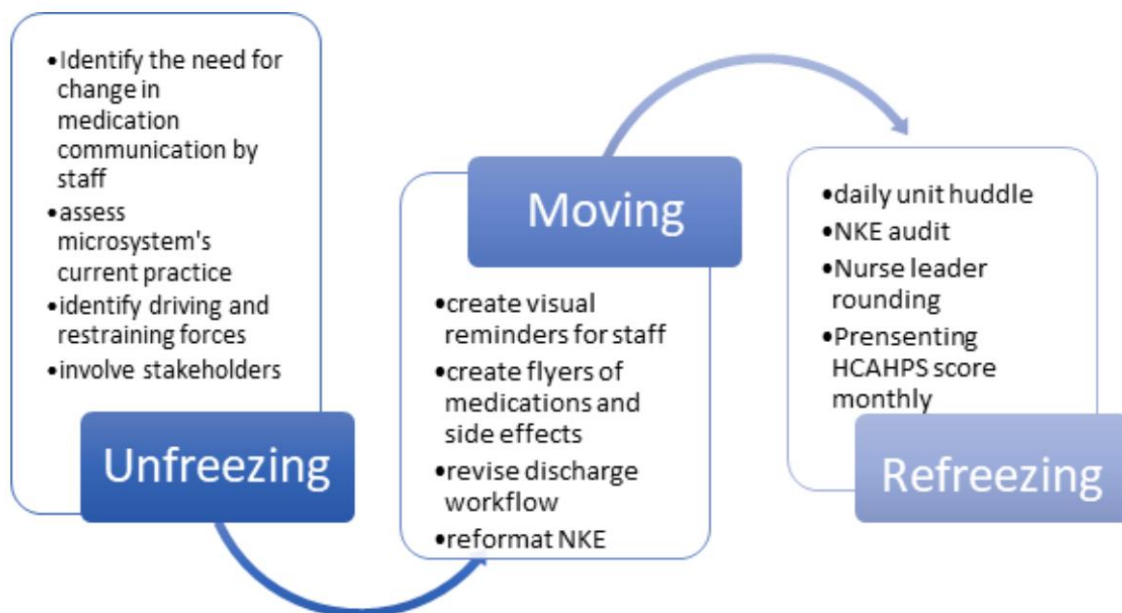 •Identify the need for
change in
medication
communication by
staff
•assess
microsystem's
current practice
•identify driving and
restraining forces
•involve stakeholders
Unfreezing
Moving
•create visual
reminders for staff
•create flyers of
medications and
side effects
•revise discharge
workflow
•reformat NKE
•daily unit huddle
•NKE audit
•Nurse leader
rounding
•Prensenting
HCAHPS score
monthly
Refreezing